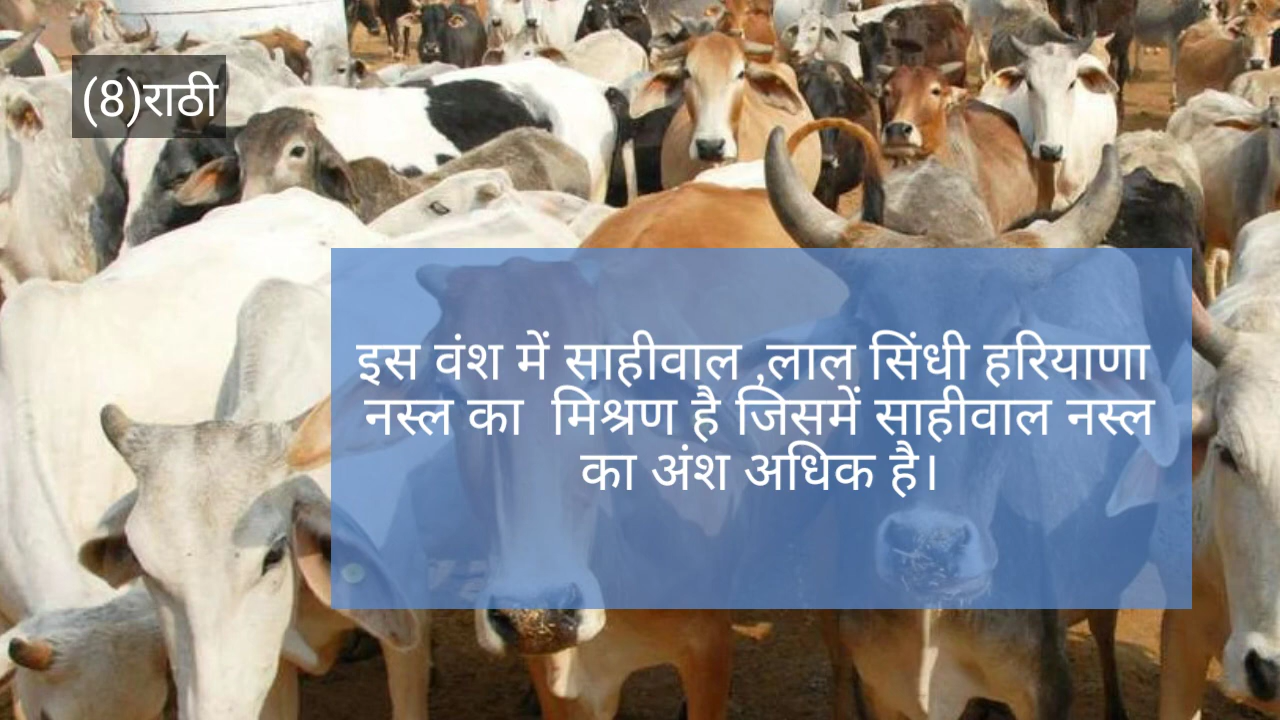 (8)राठी
इस वंश में साहीवाल ,लाल सिंधी हरियाणा
नस्ल का  मिश्रण है जिसमें साहीवाल नस्ल
का अंश अधिक है।